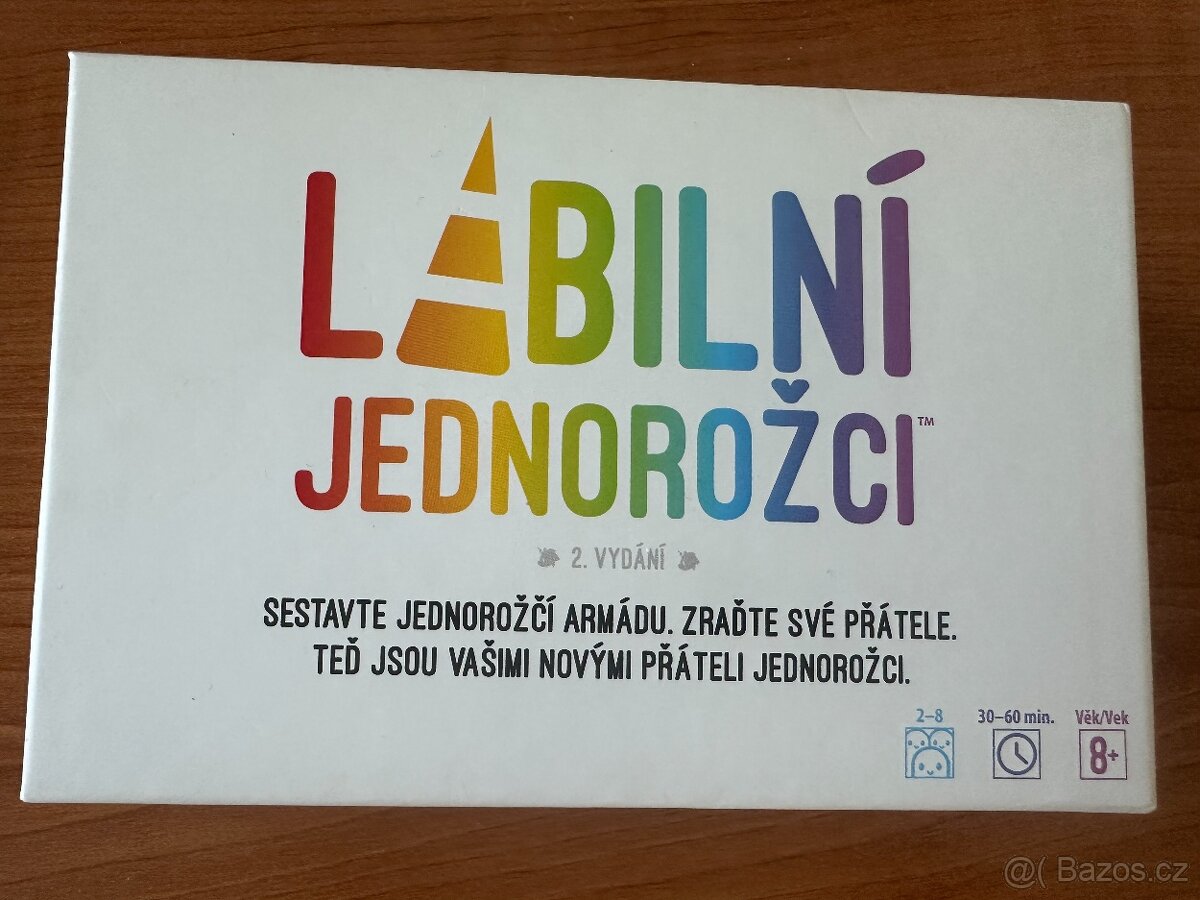 LABILNÍ
JEDNOROŽCI™
2. VYDÁNÍ
SESTAVTE JEDNOROŽČÍ ARMÁDU. ZRAĎTE SVÉ PŘÁTELE.
TEĎ JSOU VAŠIMI NOVÝMI PŘÁTELI JEDNOROŽCI.
2–8 30–60 min. Věk/Vek
8+
@( Bazos.cz